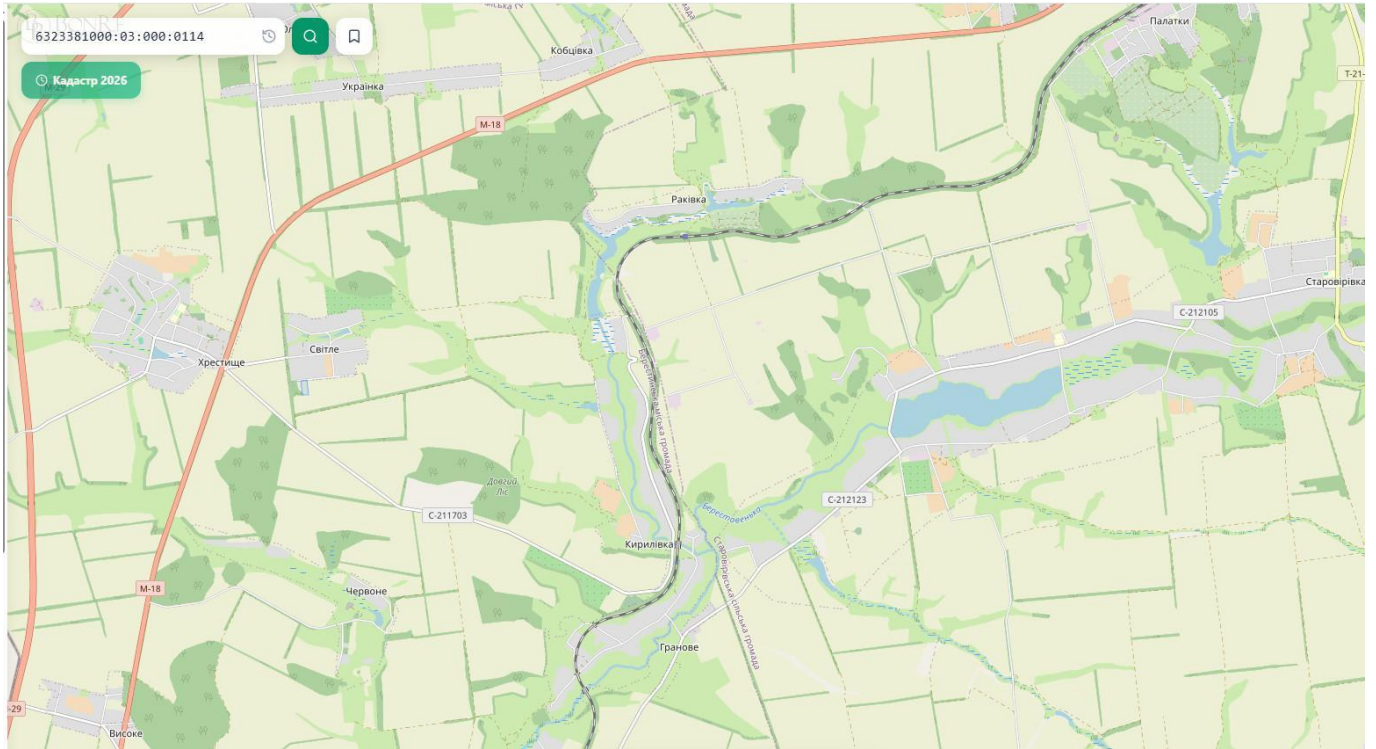 6323381000:03:000:0114
Кадастр 2026
Палатки
Кобцівка
Українка
М-18
Раківка
Старовірівка
С-212105
Світле
Хрестище
Берестинська міська громада
Довгий
Ліс
С-211703
С-212123
Берестовенька
Кирилівка
Старовірівська сільська громада
М-18
Червоне
Гранове
-29
Високе